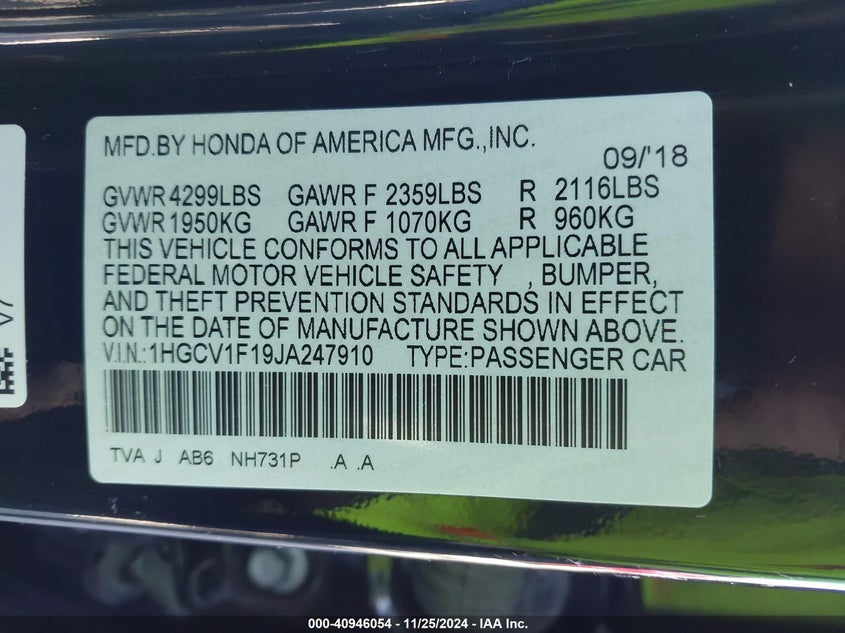 MFD.BY HONDA OF AMERICA MFG.,INC.
09/'18
GVWR 4299LBS GAWR F 2359LBS R 2116LBS
GVWR 1950KG GAWR F 1070KG R 960KG
THIS VEHICLE CONFORMS TO ALL APPLICABLE
FEDERAL MOTOR VEHICLE SAFETY , BUMPER,
AND THEFT PREVENTION STANDARDS IN EFFECT
ON THE DATE OF MANUFACTURE SHOWN ABOVE.
V.I.N.:1HGCV1F19JA247910 TYPE:PASSENGER CAR
TVA J AB6 NH731P .A .A
V7
000-40946054 - 11/25/2024 - IAA Inc.